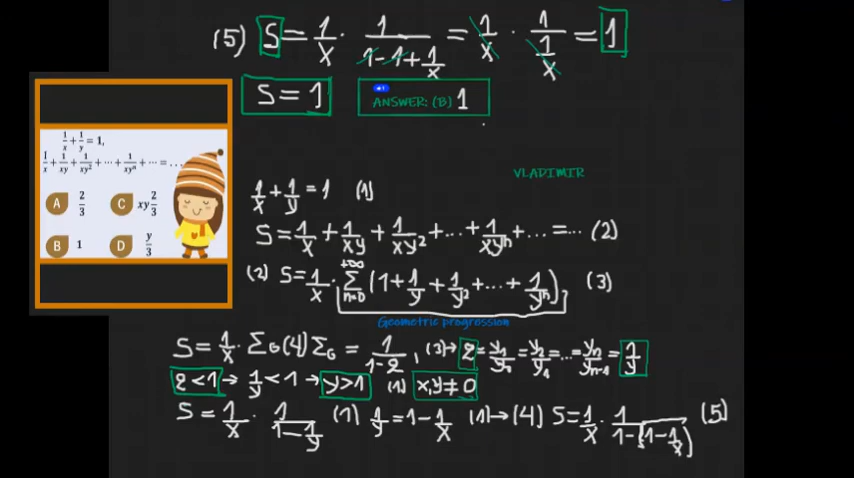 (5) S = 1/x · 1/(1-1+1/x) = 1/x · 1/(1/x) = 1
S = 1
ANSWER: (B) 1
1/x + 1/y = 1,
1/x + 1/xy + 1/xy² + ··· + 1/xyⁿ + ··· = ...
A 2/3 C xy 2/3
B 1 D y/3
VLADIMIR
1/x + 1/y = 1 (1)
S = 1/x + 1/xy + 1/xy² + ... + 1/xyⁿ + ... = ... (2)
(2) S = 1/x · +∞ Σ n=0 (1 + 1/y + 1/y² + ... + 1/yⁿ) (3)
Geometric progression
S = 1/x · Σ₆ (4) Σ₆ = 1/(1-2), (3) → 2 = y₁/yₙ = y₂/y₁ = ... = yₙ/yₙ₋₁ = 1/y
2 < 1 → 1/y < 1 → y > 1 (1) x,y ≠ 0
S = 1/x · 1/(1-1/y) (1) 1/y = 1 - 1/x (1) → (4) S = 1/x · 1/(1-(1-1/x)) (5)